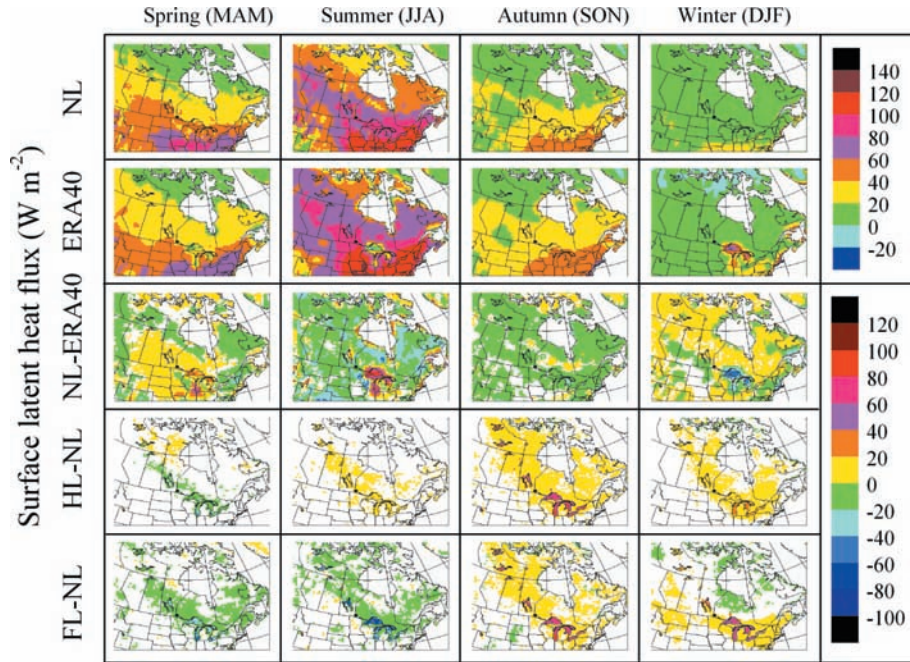 Spring (MAM)
Summer (JJA)
Autumn (SON)
Winter (DJF)
Surface latent heat flux (W m-2)
NL
ERA40
NL-ERA40
HL-NL
FL-NL
140
120
100
80
60
40
20
0
-20
120
100
80
60
40
20
0
-20
-40
-60
-80
-100